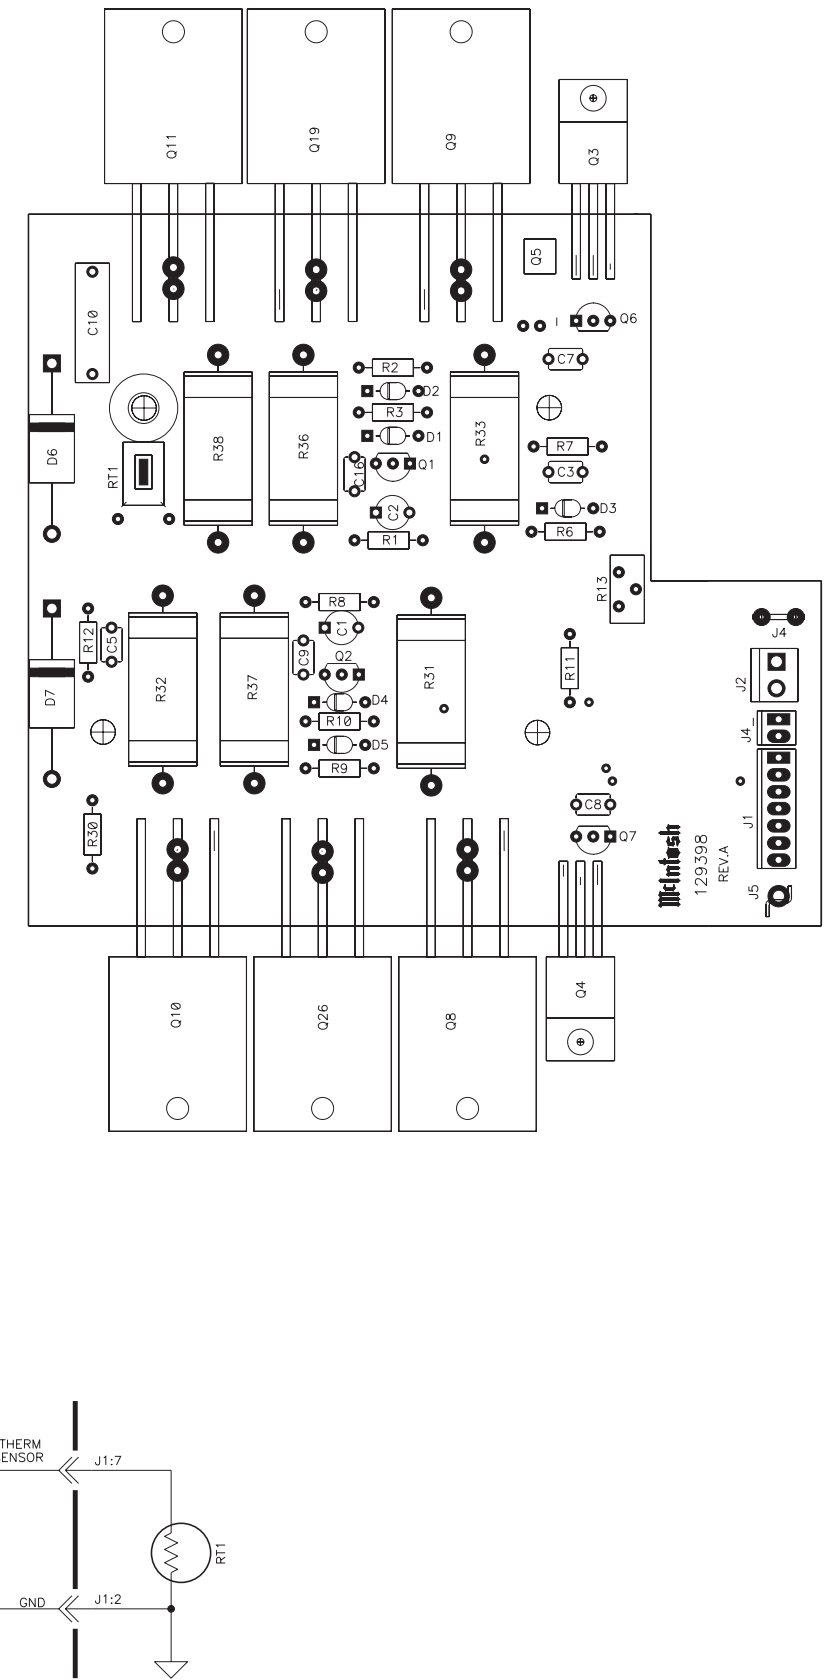 Q11
Q19
Q9
Q3
Q5
C10
Q6
C7
R2
D2
R3
D1
D6
RT1
R38
R36
C16
Q1
R33
R7
C3
C2
D3
R1
R6
R13
R8
C1
J4
R12
C5
R32
R37
C9
Q2
R31
R11
J2
D7
D4
R10
D5
R9
J4
R30
C8
Q7
J1
McIntosh
129398
REV.A
J5
Q10
Q26
Q8
Q4
THERM
ENSOR
J1:7
RT1
GND
J1:2